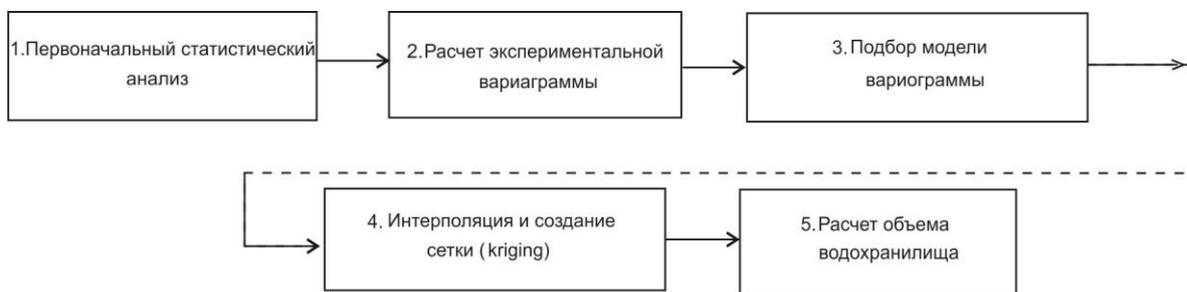 1.Первоначальный статистический
анализ
2.Расчет экспериментальной
вариаграммы
3.Подбор модели
вариограммы
4. Интерполяция и создание
сетки (kriging)
5.Расчет объема
водохранилища